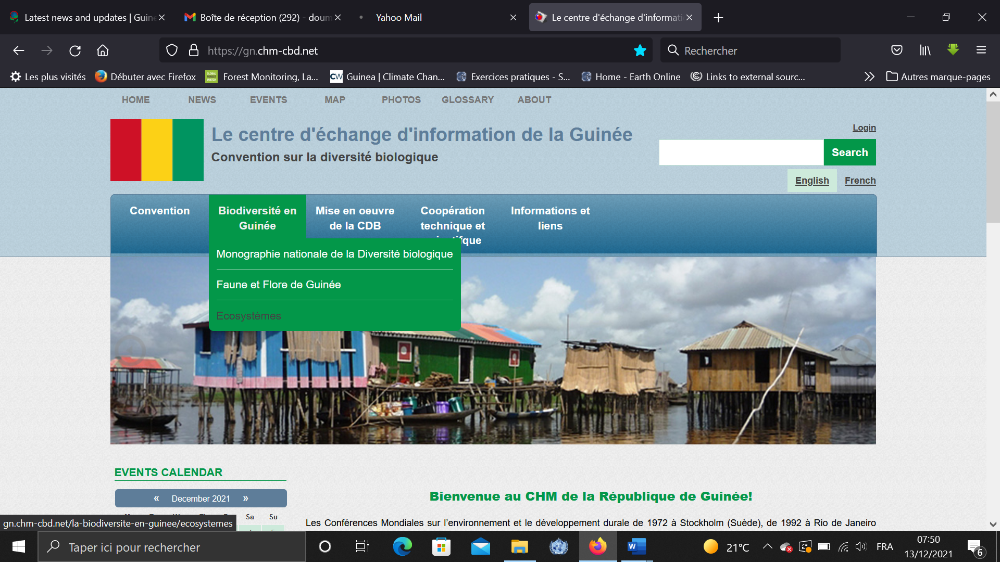 Latest news and updates | Guin
Boîte de réception (292) - doum
Yahoo Mail
Le centre d'échange d'informati
https://gn.chm-cbd.net
Rechercher
Les plus visités
Débuter avec Firefox
Forest Monitoring, La...
CW
Guinea | Climate Chan...
Exercices pratiques - S...
Home - Earth Online
Links to external sourc...
Autres marque-pages
HOME
NEWS
EVENTS
MAP
PHOTOS
GLOSSARY
ABOUT
Le centre d'échange d'information de la Guinée
Convention sur la diversité biologique
Login
Search
English
French
Convention
Biodiversité en
Guinée
Mise en oeuvre
de la CDB
Coopération
technique et
Informations et
liens
Monographie nationale de la Diversité biologique
Faune et Flore de Guinée
Ecosystèmes
EVENTS CALENDAR
« December 2021 »
Sa Su
Bienvenue au CHM de la République de Guinée!
Les Conférences Mondiales sur l'environnement et le développement durale de 1972 à Stockholm (Suède), de 1992 à Rio de Janeiro
gn.chm-cbd.net/la-biodiversite-en-guinee/ecosystemes
Taper ici pour rechercher
21°C
FRA
07:50
13/12/2021
6